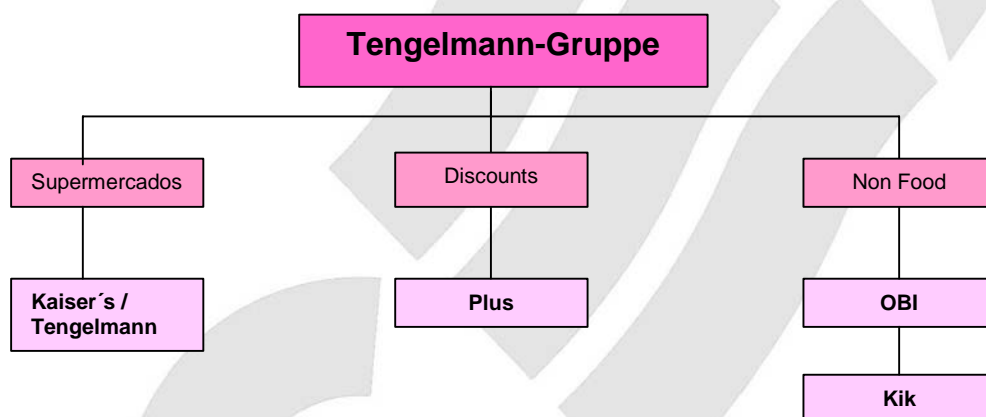 Tengelmann-Gruppe
Supermercados
Discounts
Non Food
Kaiser´s /
Tengelmann
Plus
OBI
Kik